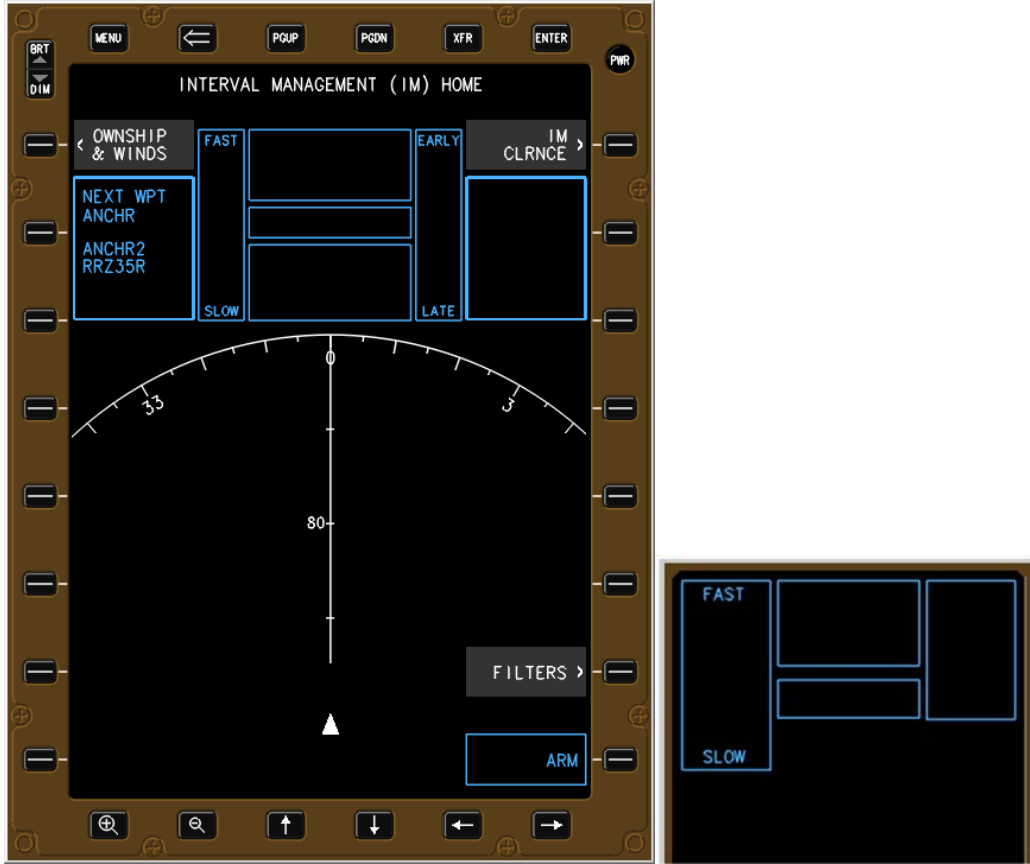 MENU
PGUP
PGDN
XFR
ENTER
BRT
DIM
PWR
INTERVAL MANAGEMENT (IM) HOME
< OWNSHIP
& WINDS
FAST
EARLY
IM >
CLRNCE
NEXT WPT
ANCHR
ANCHR2
RRZ35R
SLOW
LATE
33
0
3
80
FILTERS >
ARM
FAST
SLOW